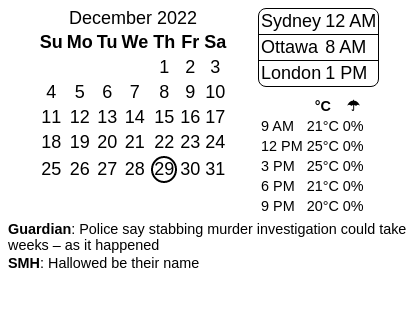 December 2022
Su Mo Tu We Th Fr Sa
1 2 3
4 5 6 7 8 9 10
11 12 13 14 15 16 17
18 19 20 21 22 23 24
25 26 27 28 29 30 31
Sydney 12 AM
Ottawa 8 AM
London 1 PM
°C ☂
9 AM 21°C 0%
12 PM 25°C 0%
3 PM 25°C 0%
6 PM 21°C 0%
9 PM 20°C 0%
Guardian: Police say stabbing murder investigation could take
weeks – as it happened
SMH: Hallowed be their name